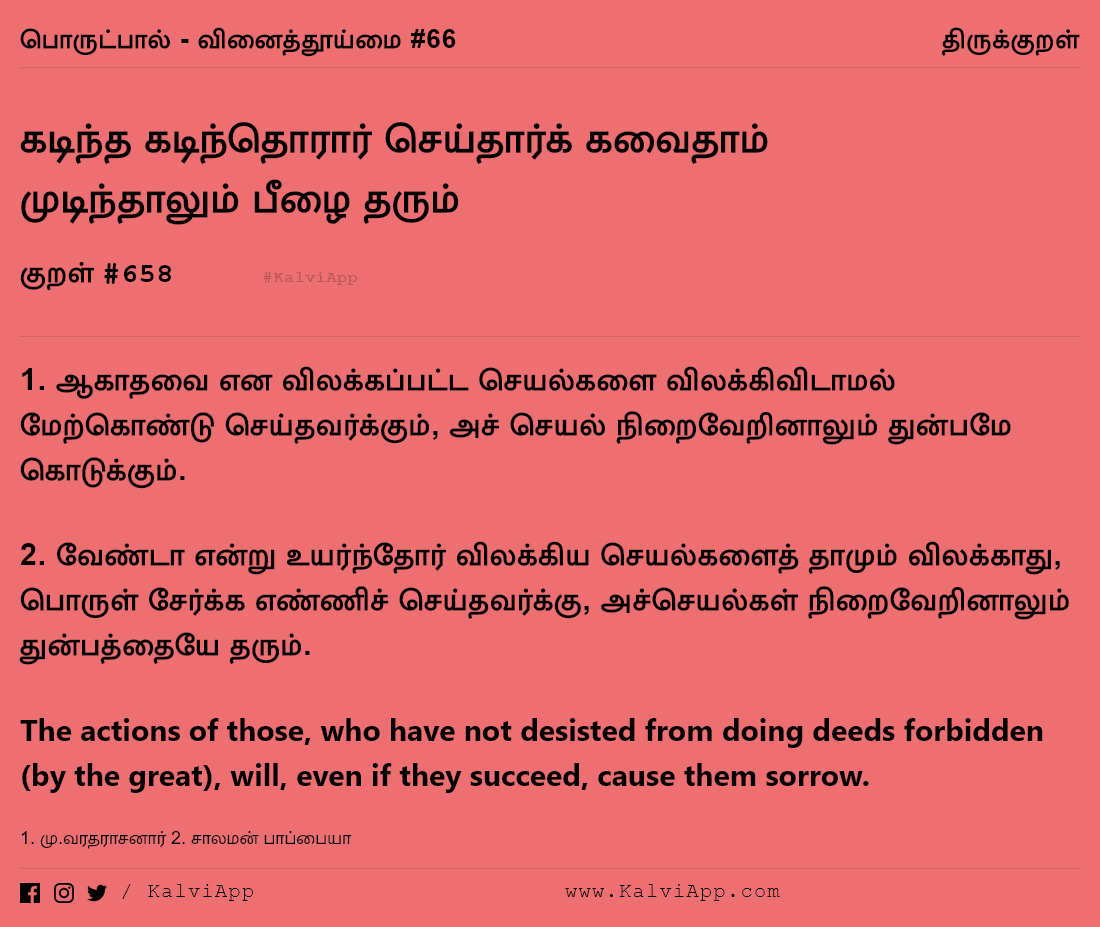 பொருட்பால் - வினைத்தூய்மை #66 திருக்குறள்
கடிந்த கடிந்தொரார் செய்தார்க் கவைதாம்
முடிந்தாலும் பீழை தரும்
குறள் #658 #KalviApp
1. ஆகாதவை என விலக்கப்பட்ட செயல்களை விலக்கிவிடாமல்
மேற்கொண்டு செய்தவர்க்கும், அச் செயல் நிறைவேறினாலும் துன்பமே
கொடுக்கும்.
2. வேண்டா என்று உயர்ந்தோர் விலக்கிய செயல்களைத் தாமும் விலக்காது,
பொருள் சேர்க்க எண்ணிச் செய்தவர்க்கு, அச்செயல்கள் நிறைவேறினாலும்
துன்பத்தையே தரும்.
The actions of those, who have not desisted from doing deeds forbidden
(by the great), will, even if they succeed, cause them sorrow.
1. மு.வரதராசனார் 2. சாலமன் பாப்பையா
/ KalviApp www.KalviApp.com